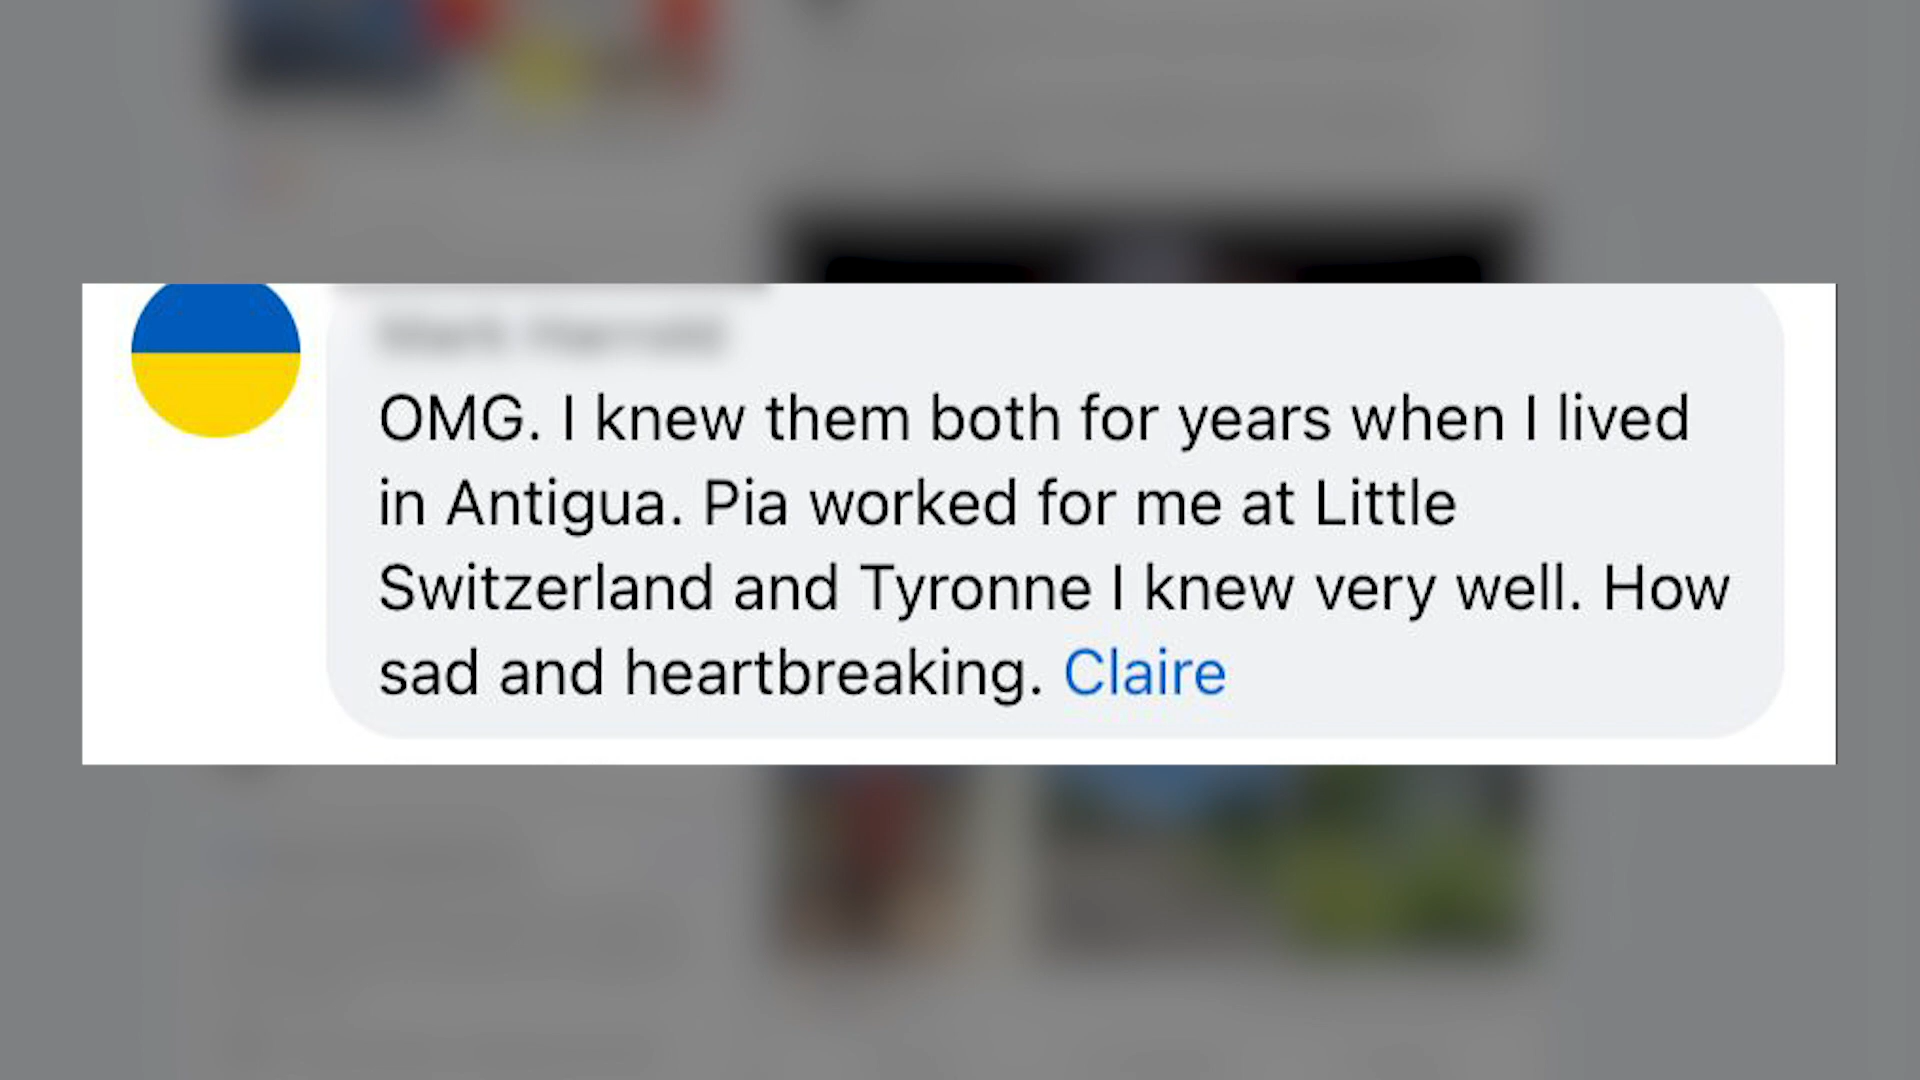 OMG. I knew them both for years when I lived
in Antigua. Pia worked for me at Little
Switzerland and Tyronne I knew very well. How
sad and heartbreaking. Claire